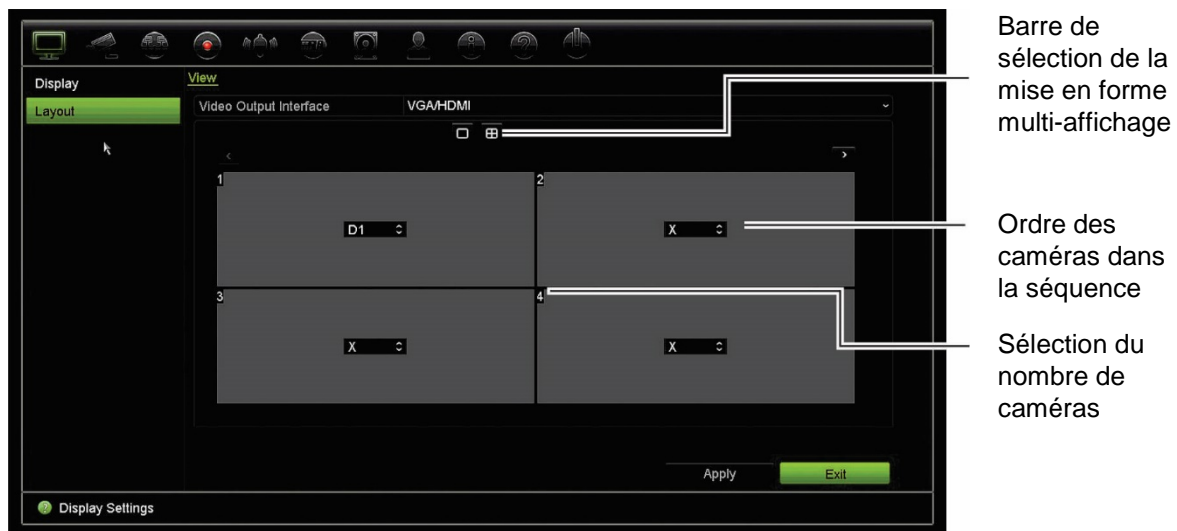 Display
Layout
View
Video Output Interface VGA/HDMI
1
D1
2
X
3
X
4
X
Apply Exit
Display Settings
Barre de
sélection de la
mise en forme
multi-affichage
Ordre des
caméras dans
la séquence
Sélection du
nombre de
caméras